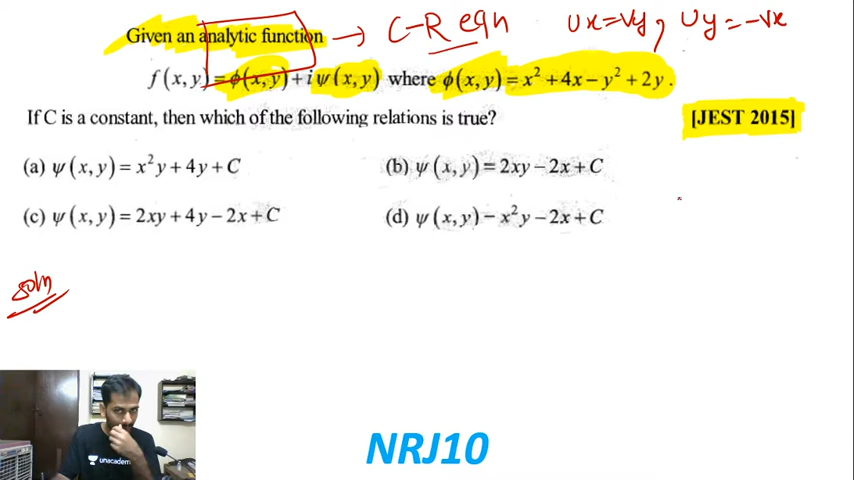 Given an analytic function → C-R eqn Ux=Vy, Uy=-Vx
f(x,y)=ϕ(x,y)+iψ(x,y) where ϕ(x,y)=x²+4x−y²+2y.
If C is a constant, then which of the following relations is true? [JEST 2015]
(a) ψ(x,y)=x²y+4y+C (b) ψ(x,y)=2xy−2x+C
(c) ψ(x,y)=2xy+4y−2x+C (d) ψ(x,y)−x²y−2x+C
Soln
unacademy
NRJ10